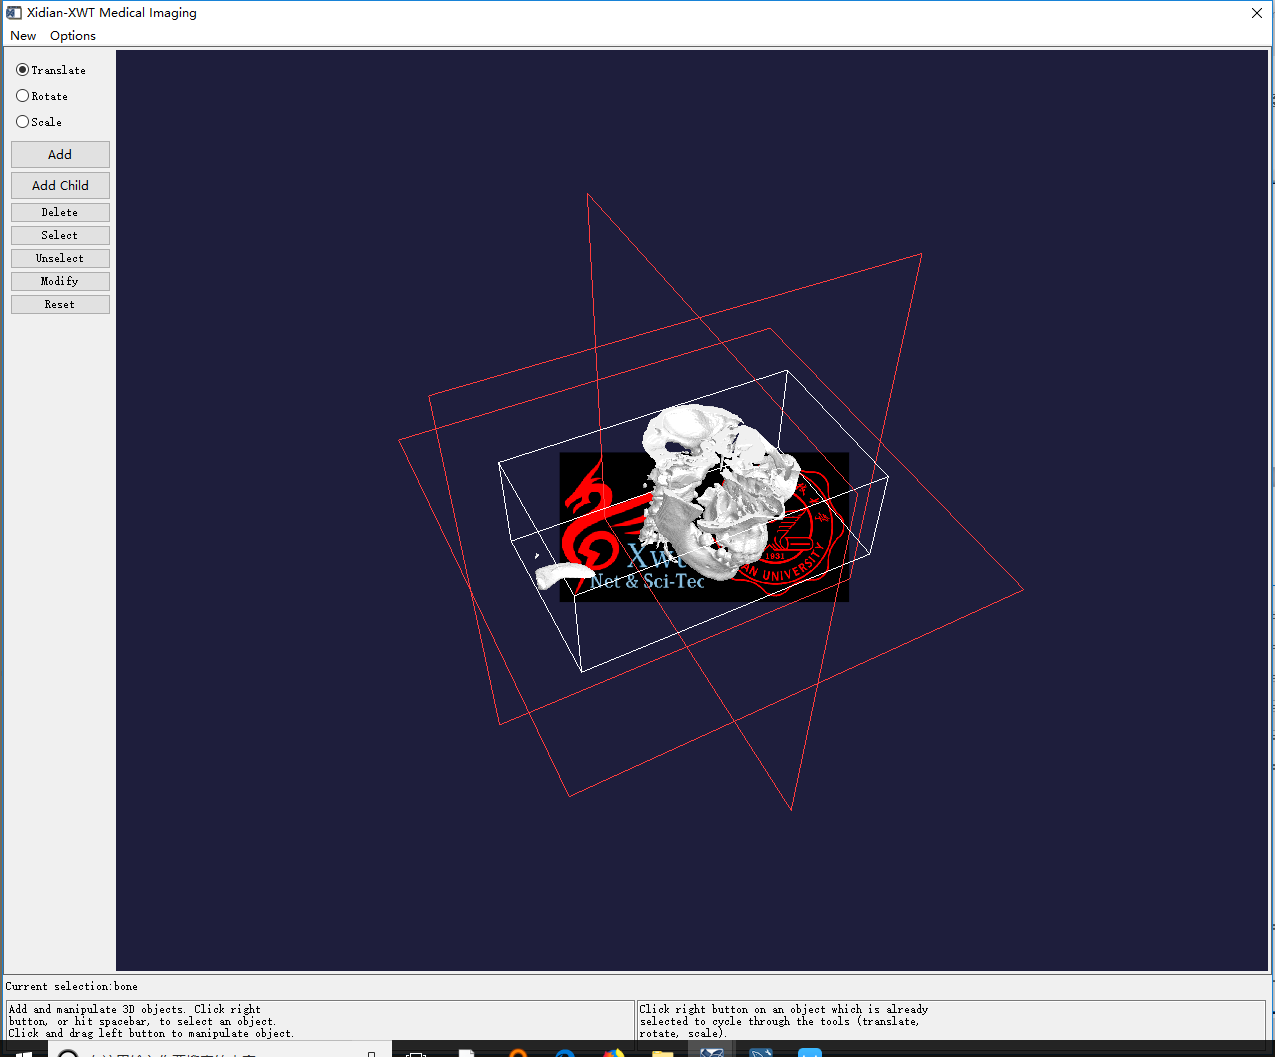 Xidian-XWT Medical Imaging
New Options
Translate
Rotate
Scale
Add
Add Child
Delete
Select
Unselect
Modify
Reset
Xwt
Net & Sci-Tec
1931
AN UNIVERSITY
Current selection:bone
Add and manipulate 3D objects. Click right
button, or hit spacebar, to select an object.
Click and drag left button to manipulate object.
Click right button on an object which is already
selected to cycle through the tools (translate,
rotate, scale).